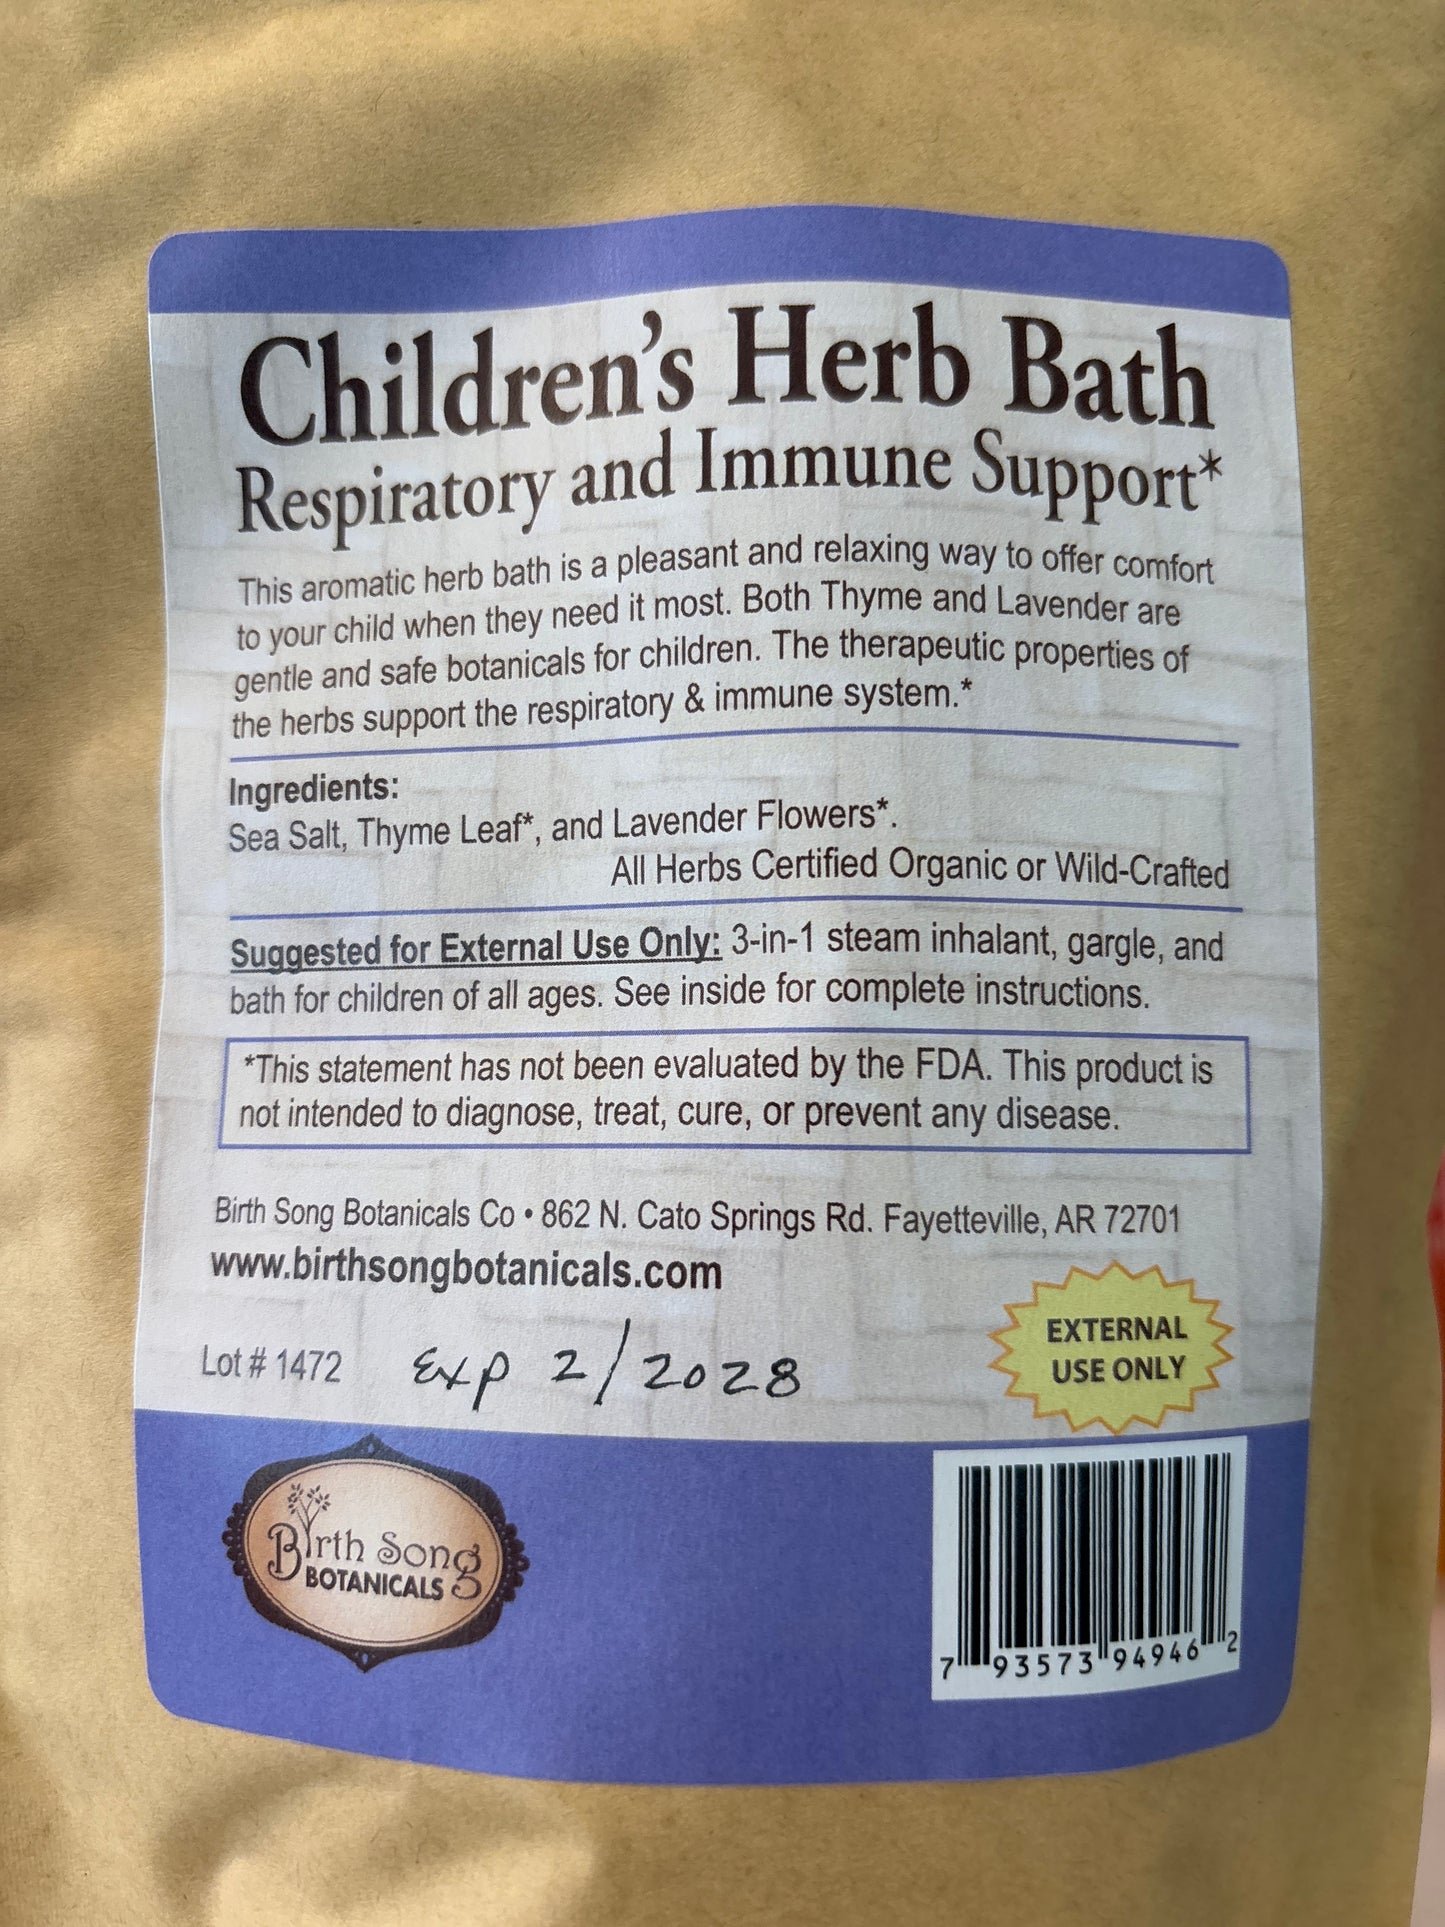 Children's Herb Bath
Respiratory and Immune Support*
This aromatic herb bath is a pleasant and relaxing way to offer comfort
to your child when they need it most. Both Thyme and Lavender are
gentle and safe botanicals for children. The therapeutic properties of
the herbs support the respiratory & immune system.*
Ingredients:
Sea Salt, Thyme Leaf*, and Lavender Flowers*.
All Herbs Certified Organic or Wild-Crafted
Suggested for External Use Only: 3-in-1 steam inhalant, gargle, and
bath for children of all ages. See inside for complete instructions.
*This statement has not been evaluated by the FDA. This product is
not intended to diagnose, treat, cure, or prevent any disease.
Birth Song Botanicals Co • 862 N. Cato Springs Rd. Fayetteville, AR 72701
www.birthsongbotanicals.com
EXTERNAL
USE ONLY
Lot # 1472 Exp 2/2028
Birth Song
BOTANICALS
7 93573 94946 2